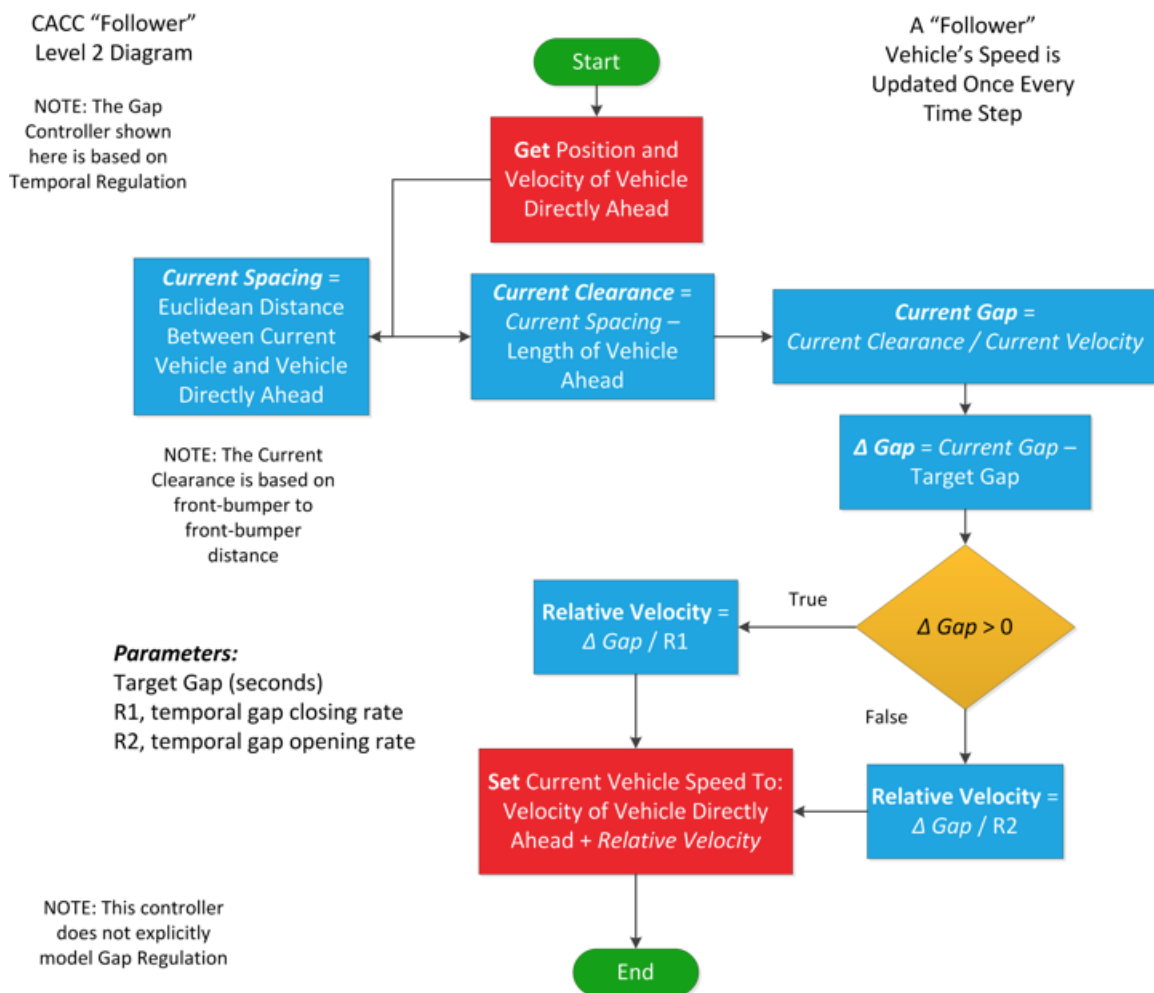 CACC “Follower”
Level 2 Diagram
A “Follower”
Vehicle’s Speed is
Updated Once Every
Time Step
Start
NOTE: The Gap
Controller shown
here is based on
Temporal Regulation
Get Position and
Velocity of Vehicle
Directly Ahead
Current Spacing =
Euclidean Distance
Between Current
Vehicle and Vehicle
Directly Ahead
Current Clearance =
Current Spacing –
Length of Vehicle
Ahead
Current Gap =
Current Clearance / Current Velocity
Δ Gap = Current Gap –
Target Gap
NOTE: The Current
Clearance is based on
front-bumper to
front-bumper
distance
Δ Gap > 0
True
False
Relative Velocity =
Δ Gap / R1
Parameters:
Target Gap (seconds)
R1, temporal gap closing rate
R2, temporal gap opening rate
Relative Velocity =
Δ Gap / R2
Set Current Vehicle Speed To:
Velocity of Vehicle Directly
Ahead + Relative Velocity
NOTE: This controller
does not explicitly
model Gap Regulation
End